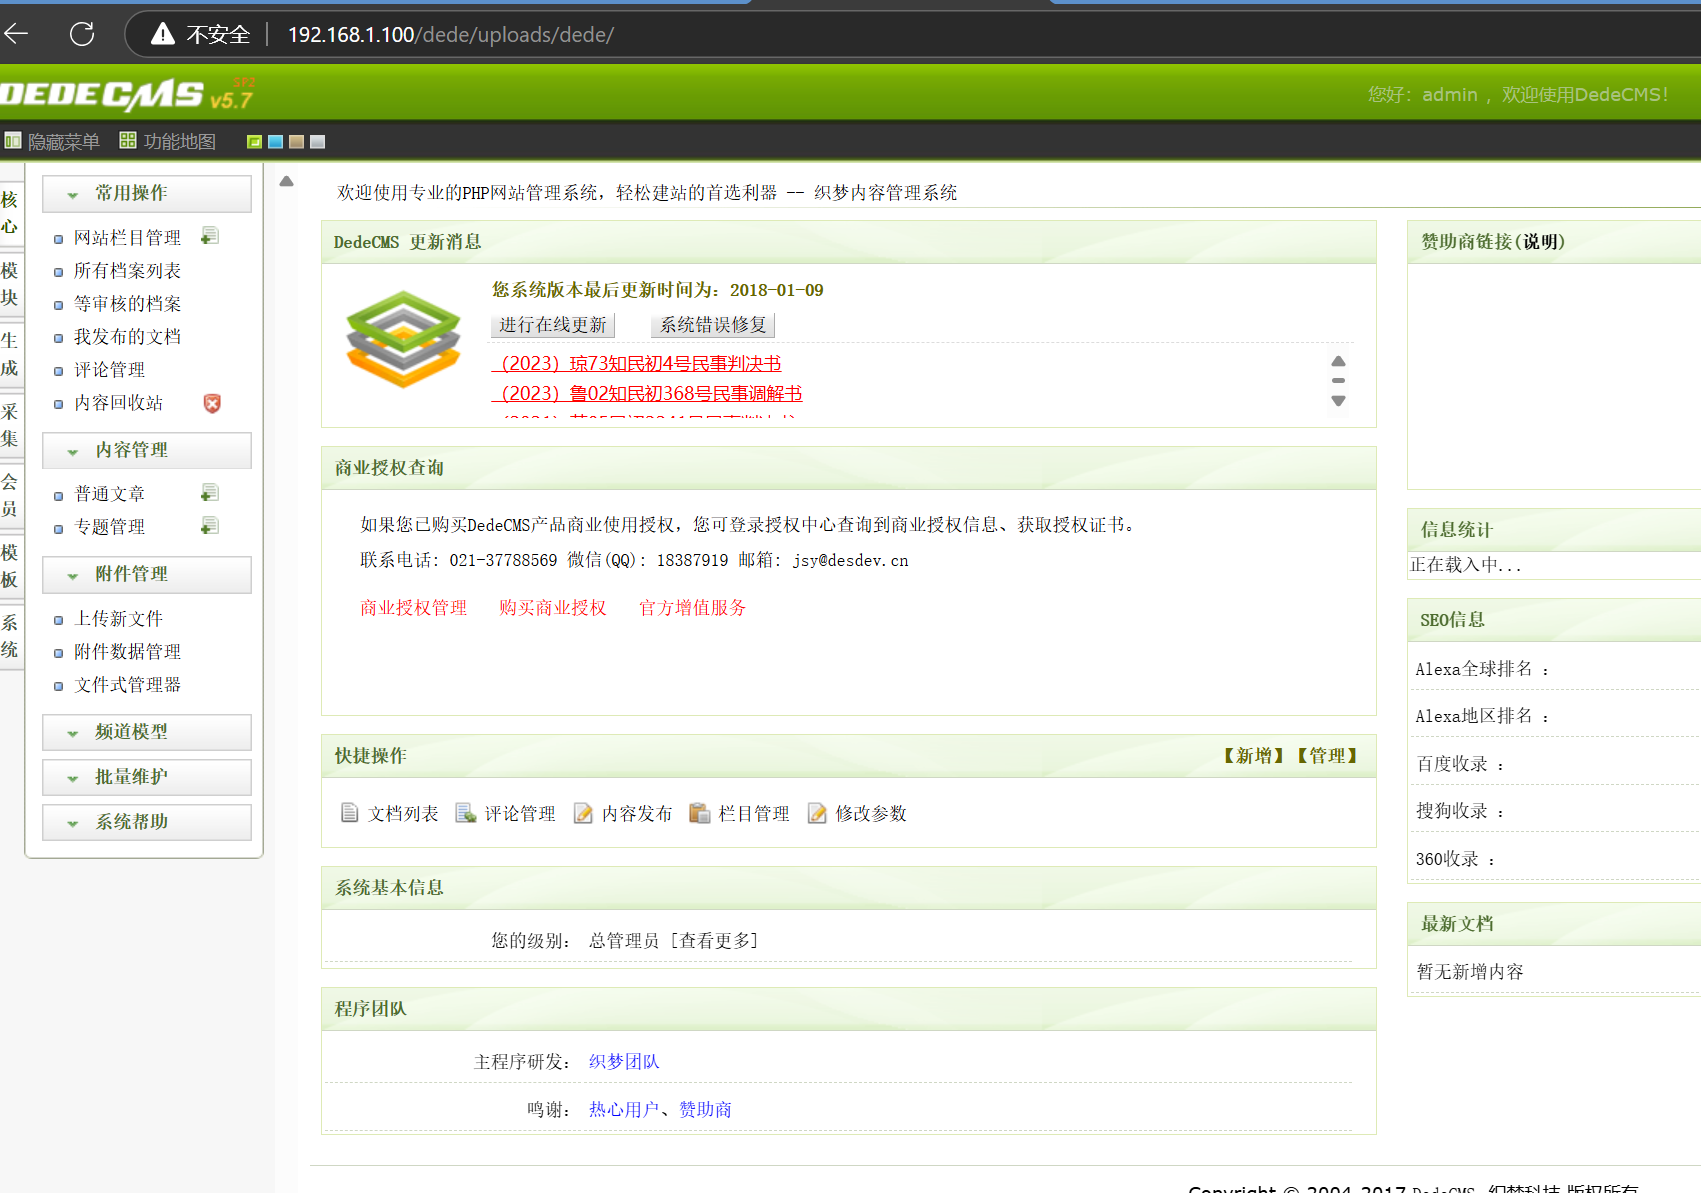 不安全 192.168.1.100/dede/uploads/dede/
DEDECMS v5.7 SP2
您好：admin ，欢迎使用DedeCMS！
隐藏菜单 功能地图
核心
模块
生成
采集
会员
模板
系统
常用操作
网站栏目管理
所有档案列表
等审核的档案
我发布的文档
评论管理
内容回收站
内容管理
普通文章
专题管理
附件管理
上传新文件
附件数据管理
文件式管理器
频道模型
批量维护
系统帮助
欢迎使用专业的PHP网站管理系统，轻松建站的首选利器 -- 织梦内容管理系统
DedeCMS 更新消息
您系统版本最后更新时间为：2018-01-09
进行在线更新 系统错误修复
（2023）琼73知民初4号民事判决书
（2023）鲁02知民初368号民事调解书
商业授权查询
如果您已购买DedeCMS产品商业使用授权，您可登录授权中心查询到商业授权信息、获取授权证书。
联系电话: 021-37788569 微信(QQ): 18387919 邮箱: jsy@desdev.cn
商业授权管理 购买商业授权 官方增值服务
快捷操作 【新增】【管理】
文档列表 评论管理 内容发布 栏目管理 修改参数
系统基本信息
您的级别： 总管理员 [查看更多]
程序团队
主程序研发： 织梦团队
鸣谢： 热心用户、赞助商
赞助商链接(说明)
信息统计
正在载入中...
SEO信息
Alexa全球排名 ：
Alexa地区排名 ：
百度收录 ：
搜狗收录 ：
360收录 ：
最新文档
暂无新增内容
Copyright © 2004-2017 DedeCMS. 织梦科技 版权所有